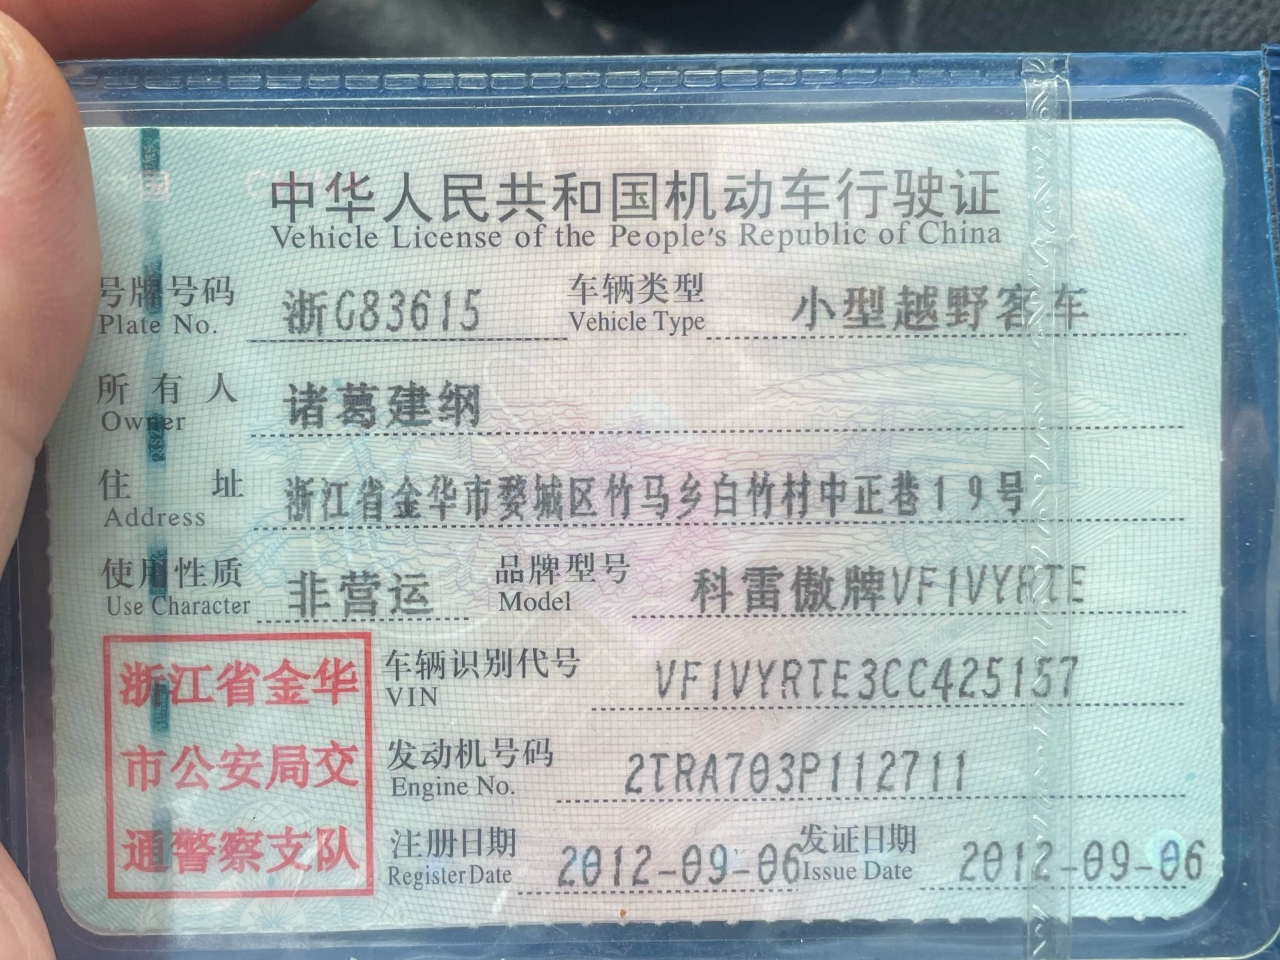 中华人民共和国机动车行驶证
Vehicle License of the People's Republic of China
号牌号码 浙G83615 车辆类型 小型越野客车
Plate No. Vehicle Type
所有人 诸葛建纲
Owner
住址 浙江省金华市婺城区竹马乡白竹村中正巷19号
Address
使用性质 非营运 品牌型号 科雷傲牌VF1VYRTE
Use Character Model
浙江省金华
市公安局交
通警察支队
车辆识别代号 VF1VYRTE3CC425157
VIN
发动机号码 2TRA703P112711
Engine No.
注册日期 2012-09-06 发证日期 2012-09-06
Register Date Issue Date